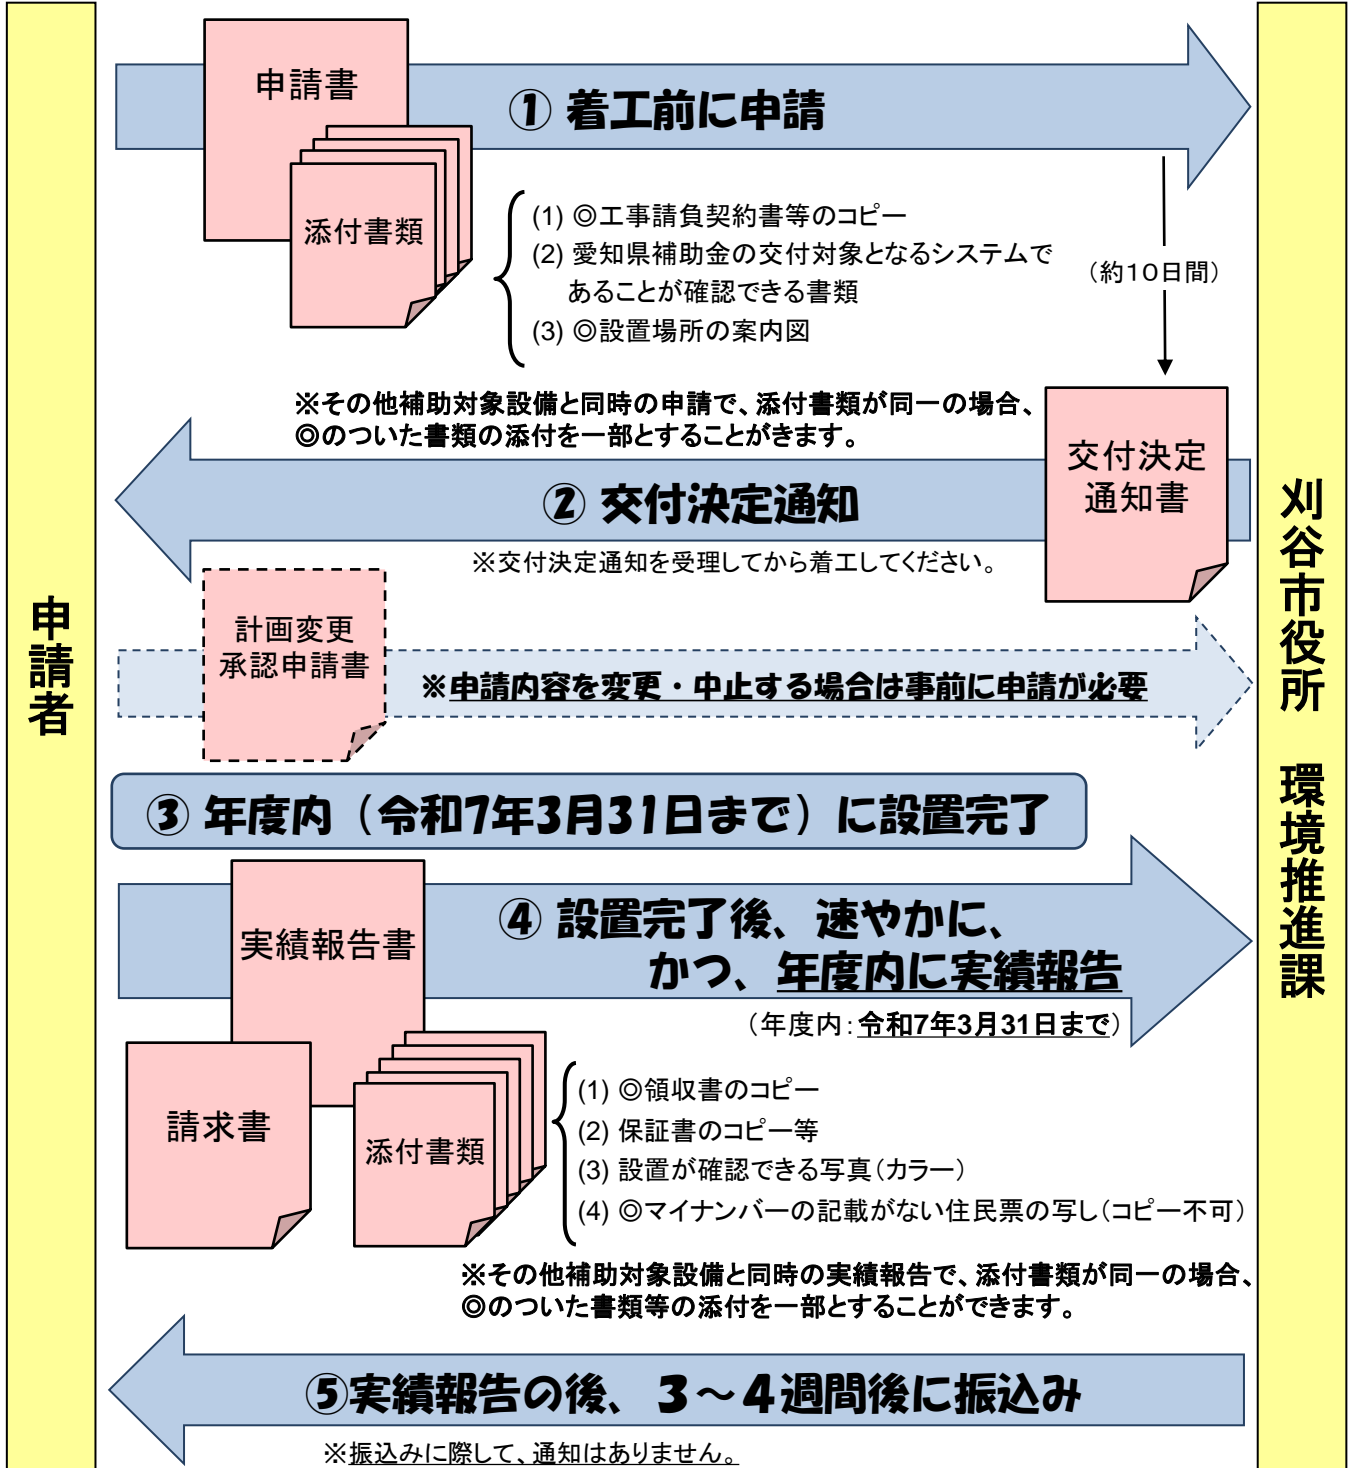 申請者
刈谷市役所　環境推進課
申請書
添付書類
① 着工前に申請
(1) ◎工事請負契約書等のコピー
(2) 愛知県補助金の交付対象となるシステムで
あることが確認できる書類
(3) ◎設置場所の案内図
（約１０日間）
※その他補助対象設備と同時の申請で、添付書類が同一の場合、
◎のついた書類の添付を一部とすることがきます。
交付決定
通知書
② 交付決定通知
※交付決定通知を受理してから着工してください。
計画変更
承認申請書
※申請内容を変更・中止する場合は事前に申請が必要
③ 年度内（令和7年3月31日まで）に設置完了
実績報告書
請求書
添付書類
④ 設置完了後、速やかに、
かつ、年度内に実績報告
（年度内：令和7年3月31日まで）
(1) ◎領収書のコピー
(2) 保証書のコピー等
(3) 設置が確認できる写真（カラー）
(4) ◎マイナンバーの記載がない住民票の写し（コピー不可）
※その他補助対象設備と同時の実績報告で、添付書類が同一の場合、
◎のついた書類等の添付を一部とすることができます。
⑤実績報告の後、３～４週間後に振込み
※振込みに際して、通知はありません。